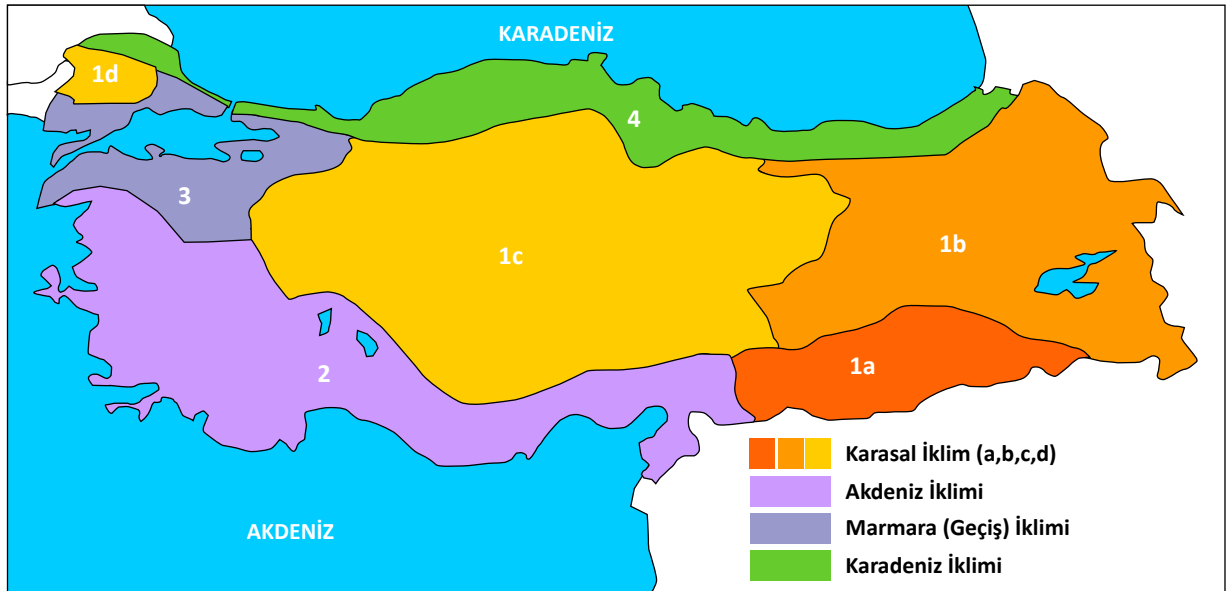 KARADENİZ
1d
4
3
1b
1c
1a
2
Karasal İklim (a,b,c,d)
Akdeniz İklimi
Marmara (Geçiş) İklimi
AKDENİZ
Karadeniz İklimi